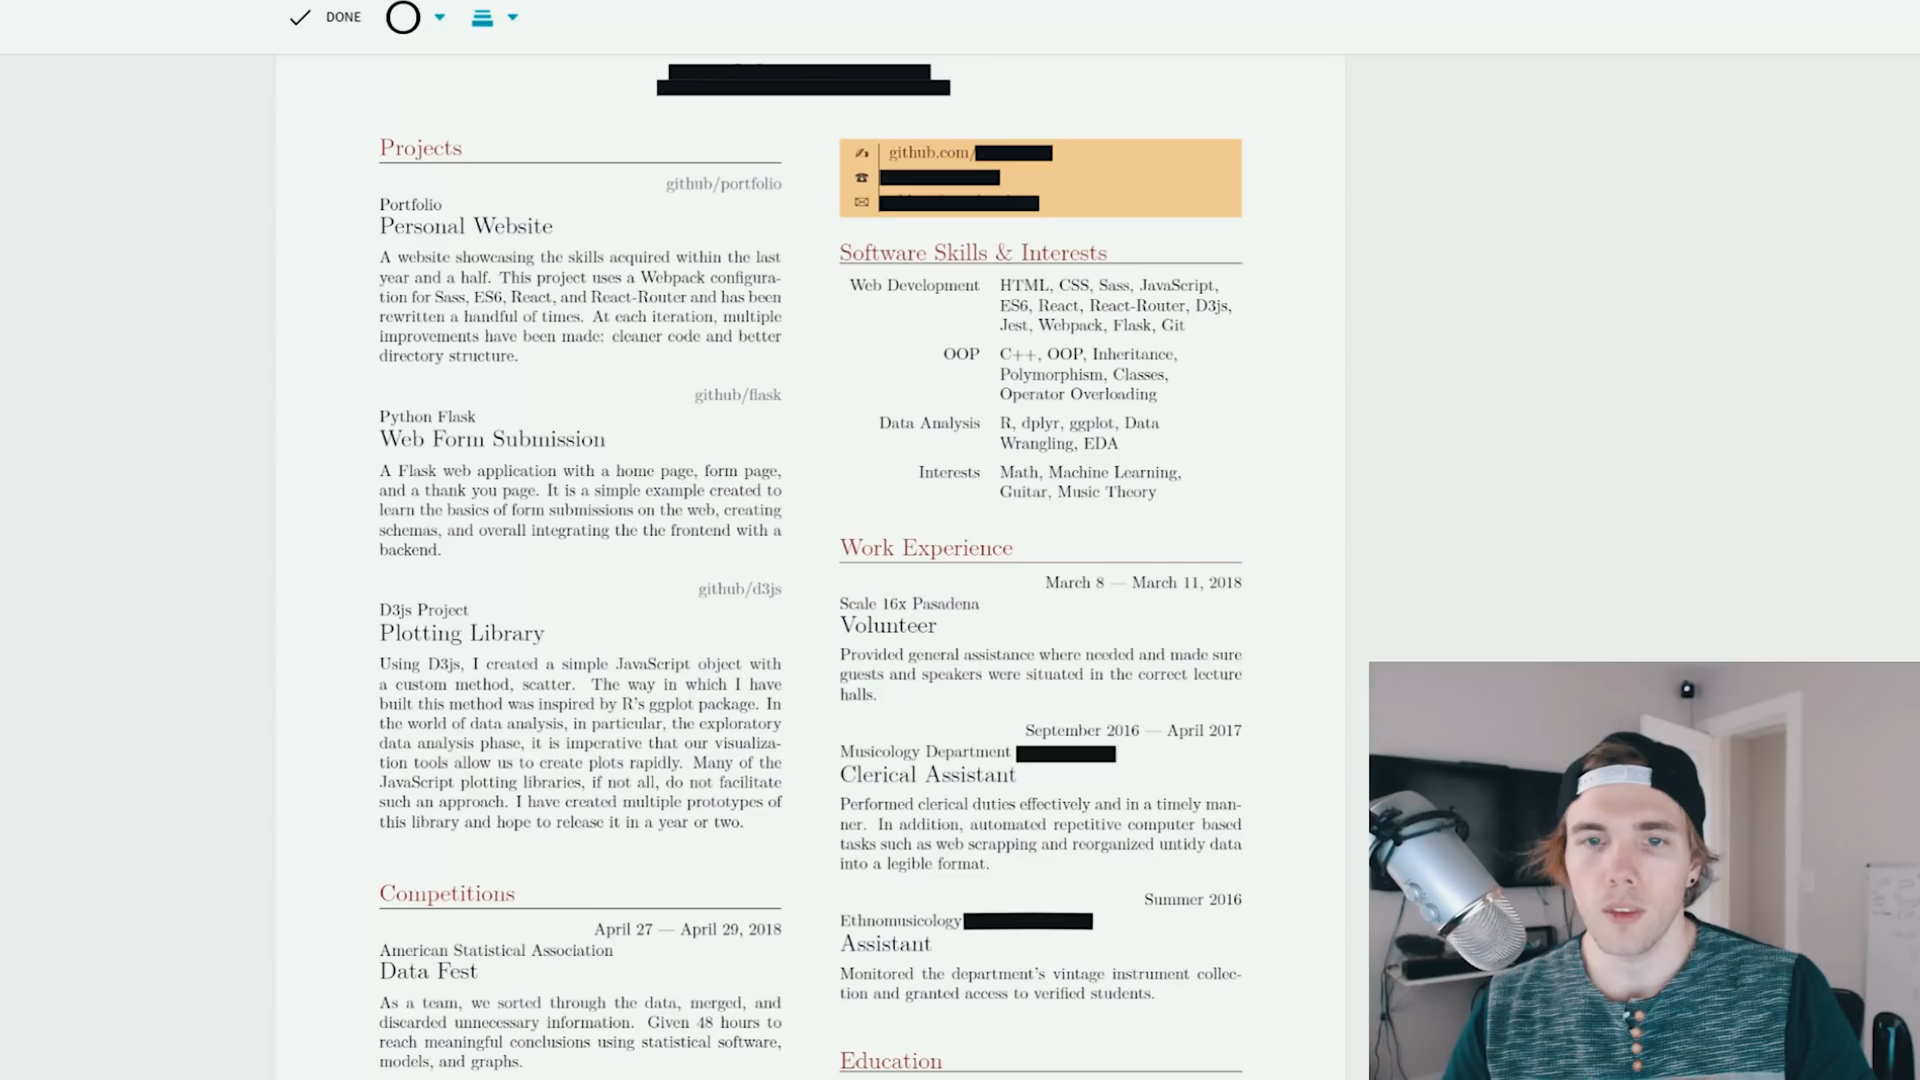 DONE
Projects
github/portfolio
Portfolio
Personal Website
A website showcasing the skills acquired within the last
year and a half. This project uses a Webpack configura-
tion for Sass, ES6, React, and React-Router and has been
rewritten a handful of times. At each iteration, multiple
improvements have been made: cleaner code and better
directory structure.
github/flask
Python Flask
Web Form Submission
A Flask web application with a home page, form page,
and a thank you page. It is a simple example created to
learn the basics of form submissions on the web, creating
schemas, and overall integrating the the frontend with a
backend.
github/d3js
D3js Project
Plotting Library
Using D3js, I created a simple JavaScript object with
a custom method, scatter. The way in which I have
built this method was inspired by R's ggplot package. In
the world of data analysis, in particular, the exploratory
data analysis phase, it is imperative that our visualiza-
tion tools allow us to create plots rapidly. Many of the
JavaScript plotting libraries, if not all, do not facilitate
such an approach. I have created multiple prototypes of
this library and hope to release it in a year or two.
Competitions
April 27 — April 29, 2018
American Statistical Association
Data Fest
As a team, we sorted through the data, merged, and
discarded unnecessary information. Given 48 hours to
reach meaningful conclusions using statistical software,
models, and graphs.
github.com/
Software Skills & Interests
Web Development HTML, CSS, Sass, JavaScript,
ES6, React, React-Router, D3js,
Jest, Webpack, Flask, Git
OOP C++, OOP, Inheritance,
Polymorphism, Classes,
Operator Overloading
Data Analysis R, dplyr, ggplot, Data
Wrangling, EDA
Interests Math, Machine Learning,
Guitar, Music Theory
Work Experience
March 8 — March 11, 2018
Scale 16x Pasadena
Volunteer
Provided general assistance where needed and made sure
guests and speakers were situated in the correct lecture
halls.
September 2016 — April 2017
Musicology Department
Clerical Assistant
Performed clerical duties effectively and in a timely man-
ner. In addition, automated repetitive computer based
tasks such as web scrapping and reorganized untidy data
into a legible format.
Summer 2016
Ethnomusicology
Assistant
Monitored the department's vintage instrument collec-
tion and granted access to verified students.
Education